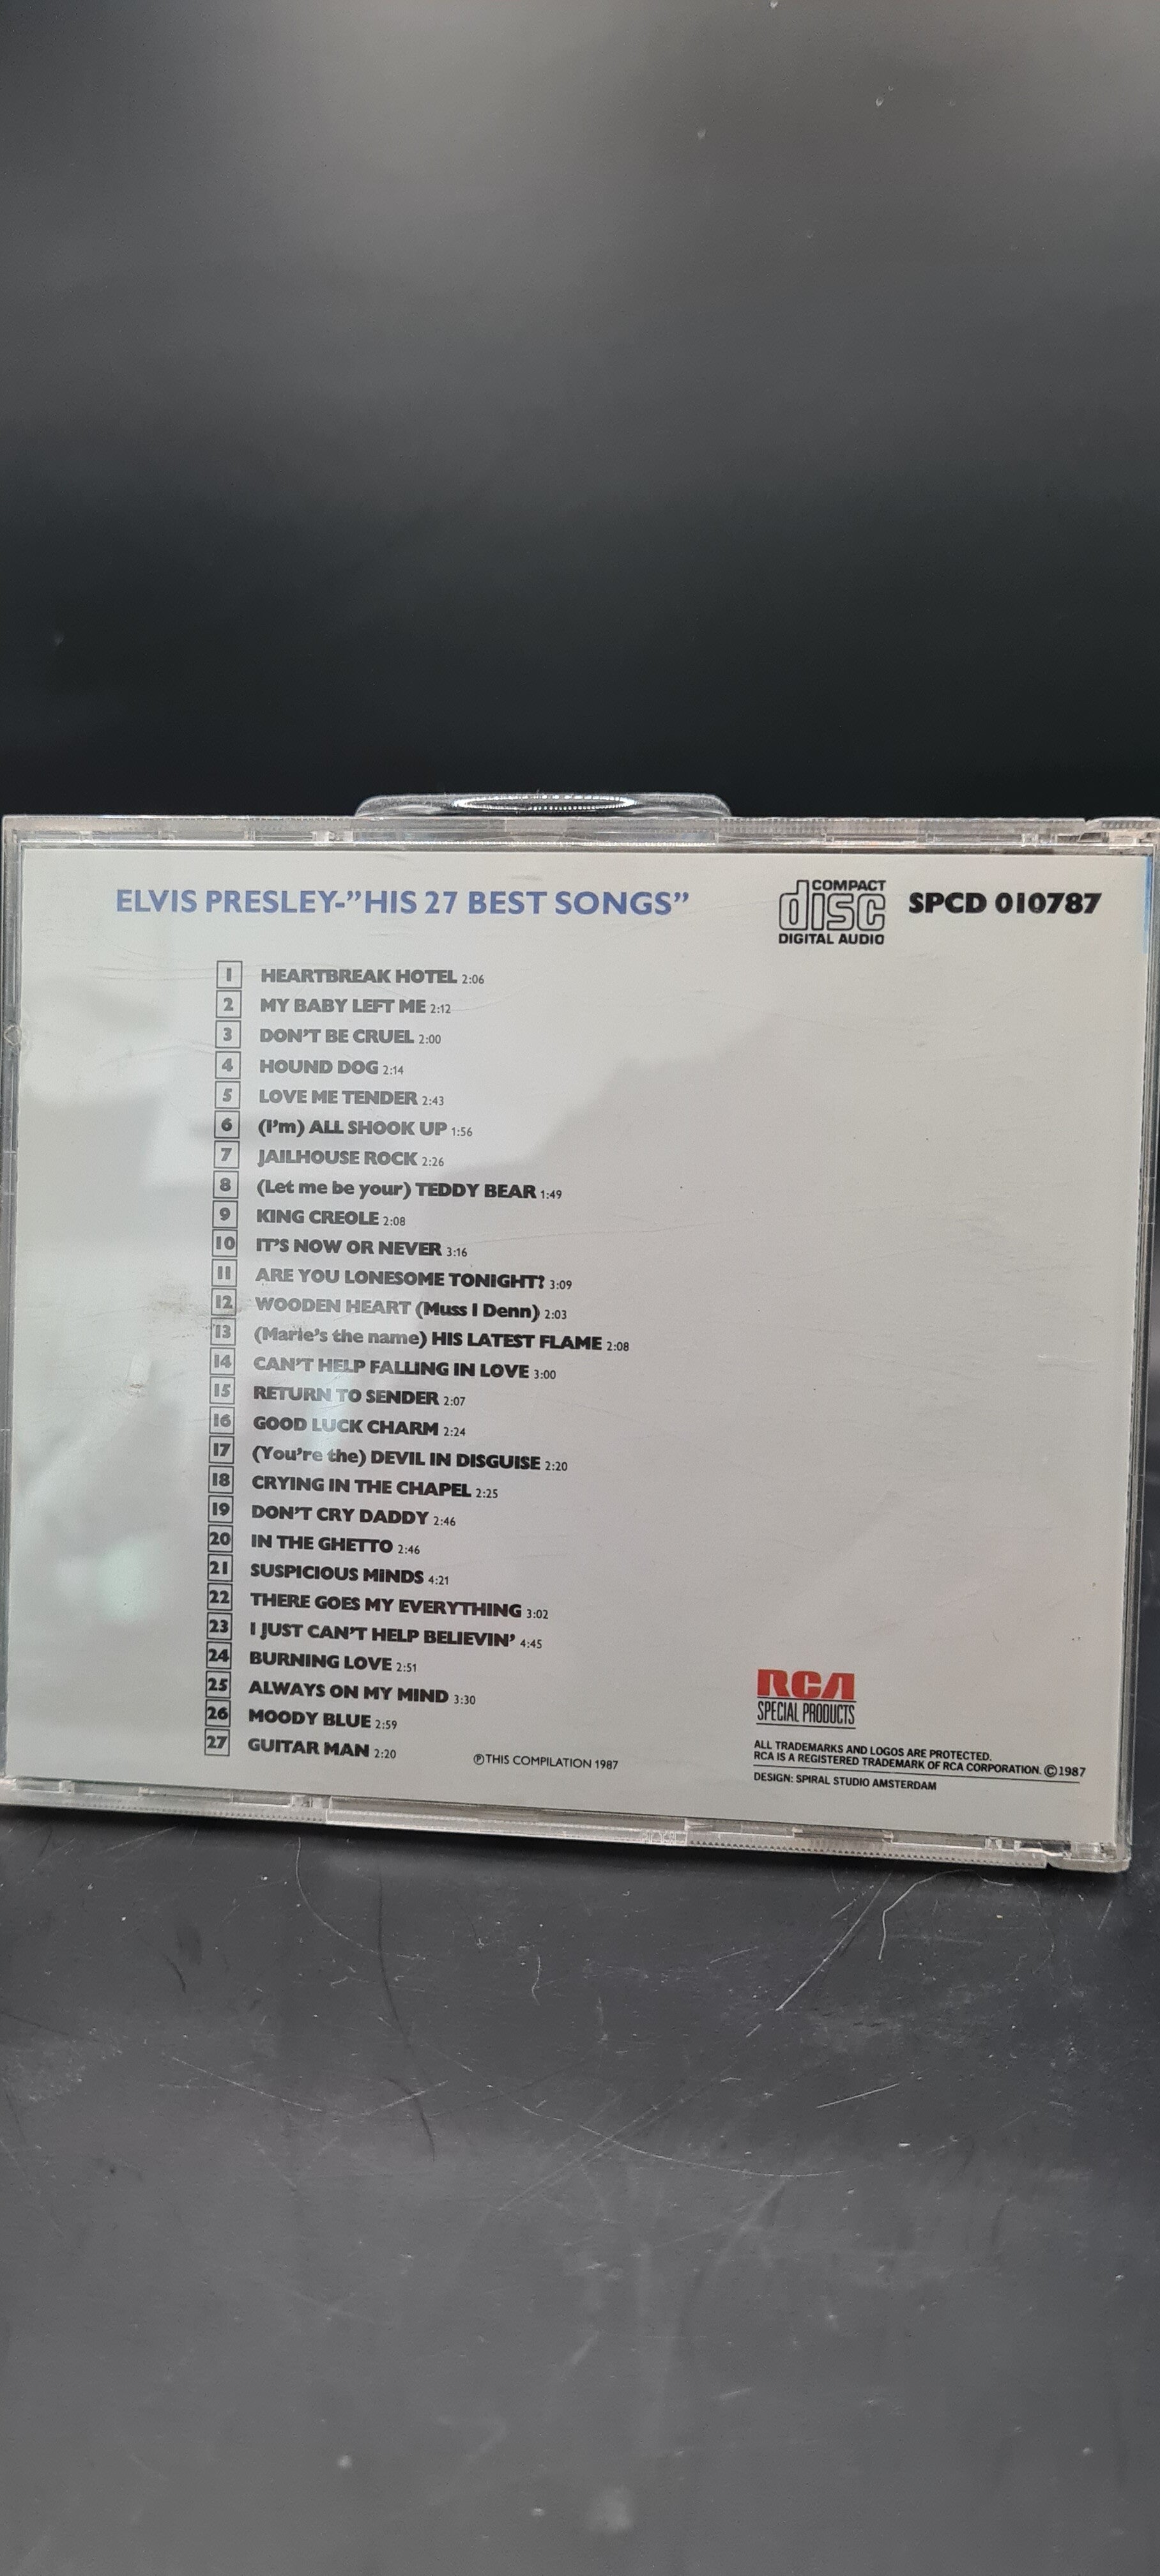 ELVIS PRESLEY-"HIS 27 BEST SONGS"
COMPACT
disc
DIGITAL AUDIO
SPCD 010787
1 HEARTBREAK HOTEL 2:06
2 MY BABY LEFT ME 2:12
3 DON'T BE CRUEL 2:00
4 HOUND DOG 2:14
5 LOVE ME TENDER 2:43
6 (I'm) ALL SHOOK UP 1:56
7 JAILHOUSE ROCK 2:26
8 (Let me be your) TEDDY BEAR 1:49
9 KING CREOLE 2:08
10 IT'S NOW OR NEVER 3:16
11 ARE YOU LONESOME TONIGHT? 3:09
12 WOODEN HEART (Muss I Denn) 2:03
13 (Marie's the name) HIS LATEST FLAME 2:08
14 CAN'T HELP FALLING IN LOVE 3:00
15 RETURN TO SENDER 2:07
16 GOOD LUCK CHARM 2:24
17 (You're the) DEVIL IN DISGUISE 2:20
18 CRYING IN THE CHAPEL 2:25
19 DON'T CRY DADDY 2:46
20 IN THE GHETTO 2:46
21 SUSPICIOUS MINDS 4:21
22 THERE GOES MY EVERYTHING 3:02
23 I JUST CAN'T HELP BELIEVIN' 4:45
24 BURNING LOVE 2:51
25 ALWAYS ON MY MIND 3:30
26 MOODY BLUE 2:59
27 GUITAR MAN 2:20
Ⓟ THIS COMPILATION 1987
RCA
SPECIAL PRODUCTS
ALL TRADEMARKS AND LOGOS ARE PROTECTED.
RCA IS A REGISTERED TRADEMARK OF RCA CORPORATION. © 1987
DESIGN: SPIRAL STUDIO AMSTERDAM